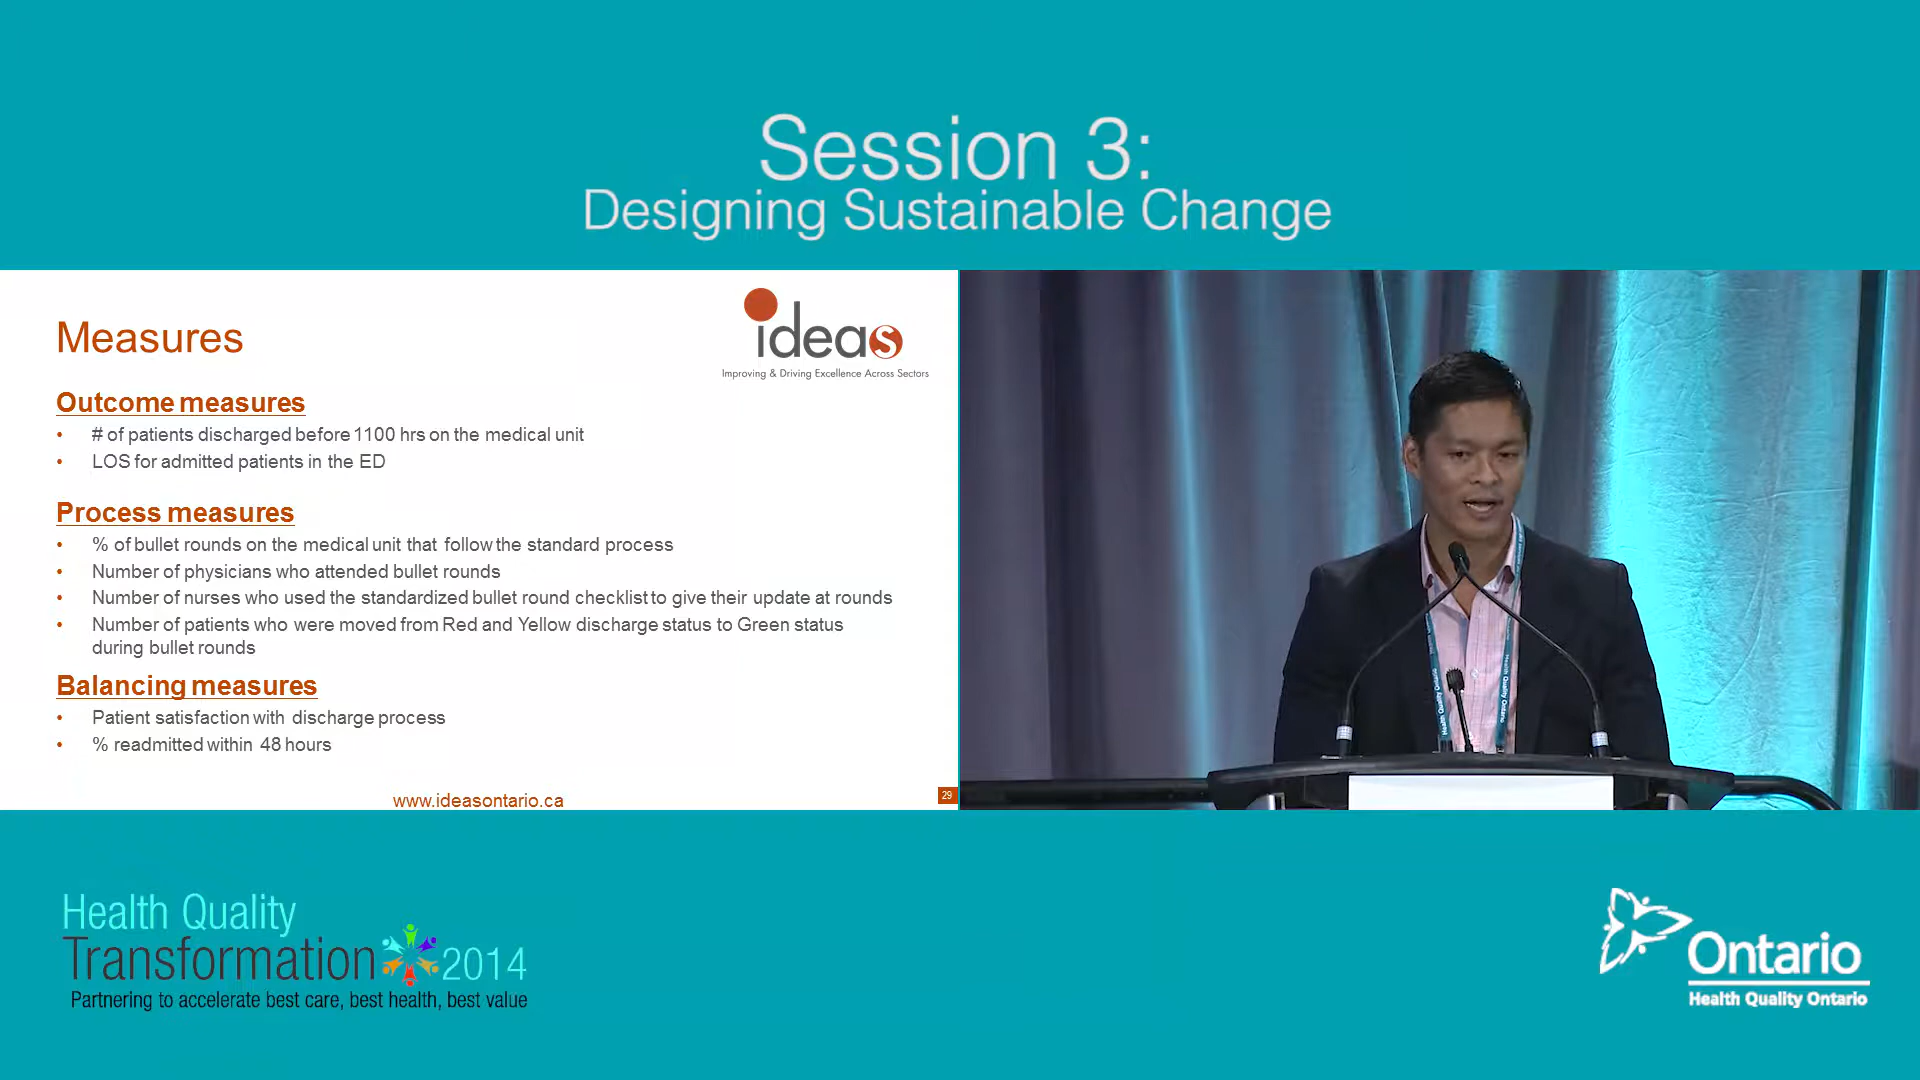 Session 3:
Designing Sustainable Change
Measures
ideas
Improving & Driving Excellence Across Sectors
Outcome measures
• # of patients discharged before 1100 hrs on the medical unit
• LOS for admitted patients in the ED
Process measures
• % of bullet rounds on the medical unit that follow the standard process
• Number of physicians who attended bullet rounds
• Number of nurses who used the standardized bullet round checklist to give their update at rounds
• Number of patients who were moved from Red and Yellow discharge status to Green status
during bullet rounds
Balancing measures
• Patient satisfaction with discharge process
• % readmitted within 48 hours
www.ideasontario.ca
29
Health Quality Ontario
Health Quality Ontario
Health Quality
Transformation 2014
Partnering to accelerate best care, best health, best value
Ontario
Health Quality Ontario